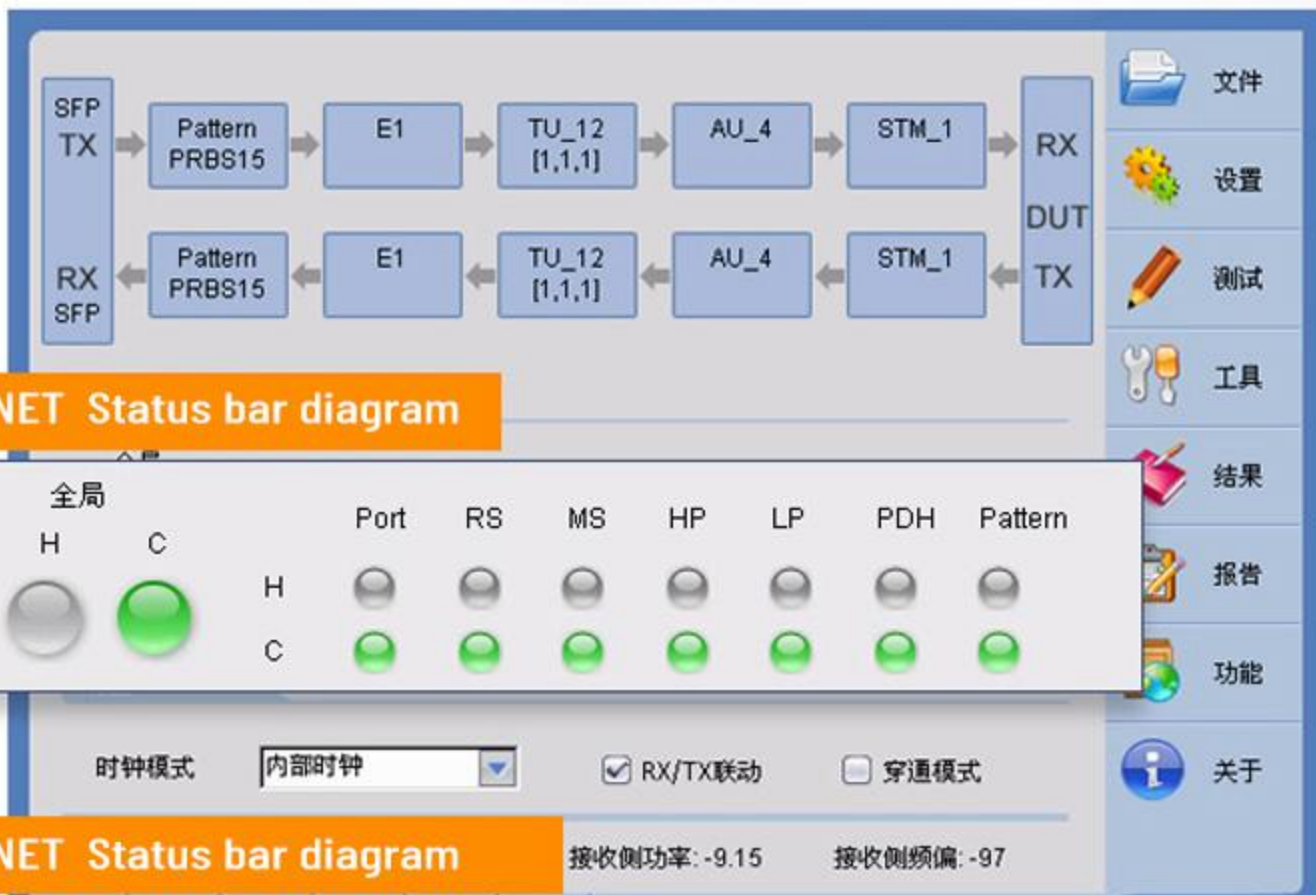 SFP
TX
Pattern
PRBS15
E1
TU_12
[1,1,1]
AU_4
STM_1
RX
DUT
RX
SFP
Pattern
PRBS15
E1
TU_12
[1,1,1]
AU_4
STM_1
TX
文件
设置
测试
工具
结果
报告
功能
关于
NET Status bar diagram
全局
H C
Port RS MS HP LP PDH Pattern
H
C
时钟模式 内部时钟 RX/TX联动 穿通模式
NET Status bar diagram
接收侧功率: -9.15 接收侧频偏: -97